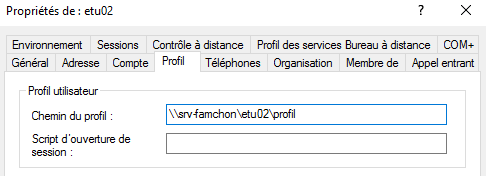 Propriétés de : etu02 ? ×
Environnement Sessions Contrôle à distance Profil des services Bureau à distance COM+
Général Adresse Compte Profil Téléphones Organisation Membre de Appel entrant
Profil utilisateur
Chemin du profil : \\srv-famchon\etu02\profil
Script d'ouverture de
session :